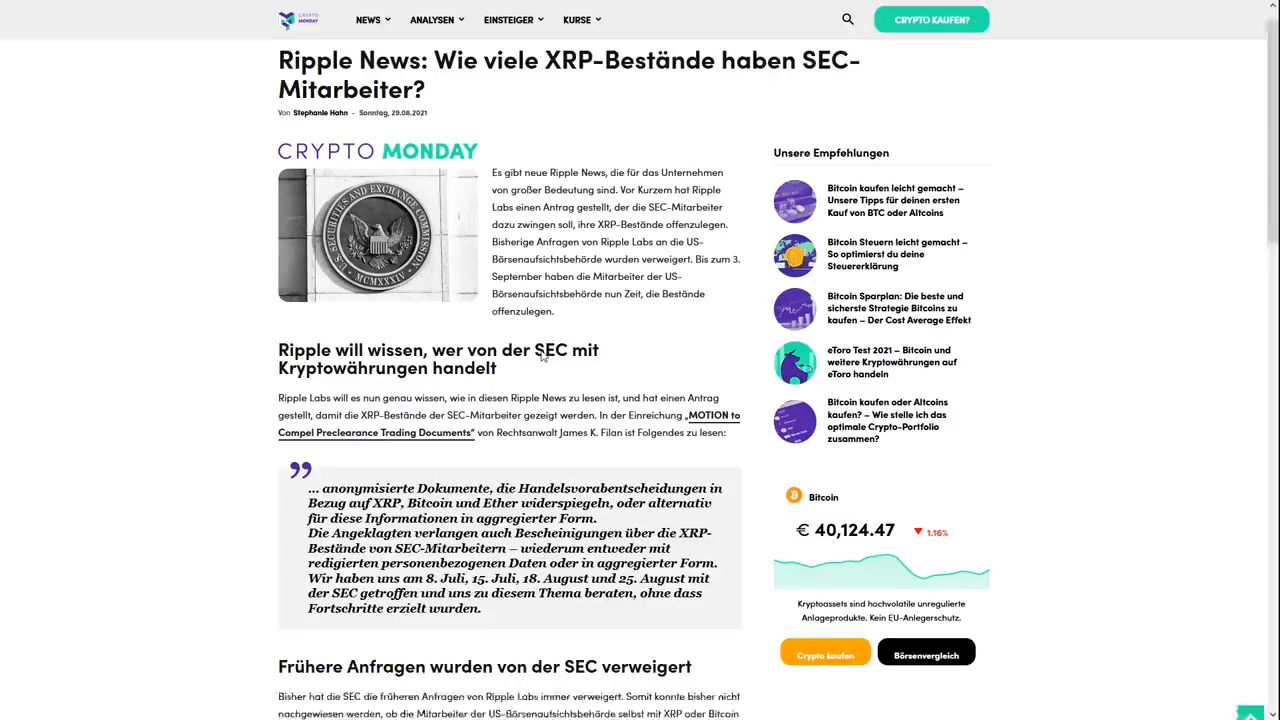 CRYPTO
MONDAY
NEWS
ANALYSEN
EINSTEIGER
KURSE
CRYPTO KAUFEN?
Ripple News: Wie viele XRP-Bestände haben SEC-
Mitarbeiter?
Von Stephanie Hahn - Sonntag, 29.08.2021
CRYPTO MONDAY
SECURITIES AND EXCHANGE COMMISSION
U.S.
MCMXXXIV
Es gibt neue Ripple News, die für das Unternehmen
von großer Bedeutung sind. Vor Kurzem hat Ripple
Labs einen Antrag gestellt, der die SEC-Mitarbeiter
dazu zwingen soll, ihre XRP-Bestände offenzulegen.
Bisherige Anfragen von Ripple Labs an die US-
Börsenaufsichtsbehörde wurden verweigert. Bis zum 3.
September haben die Mitarbeiter der US-
Börsenaufsichtsbehörde nun Zeit, die Bestände
offenzulegen.
Ripple will wissen, wer von der SEC mit
Kryptowährungen handelt
Ripple Labs will es nun genau wissen, wie in diesen Ripple News zu lesen ist, und hat einen Antrag
gestellt, damit die XRP-Bestände der SEC-Mitarbeiter gezeigt werden. In der Einreichung „MOTION to
Compel Preclearance Trading Documents“ von Rechtsanwalt James K. Filan ist Folgendes zu lesen:
”
… anonymisierte Dokumente, die Handelsvorabentscheidungen in
Bezug auf XRP, Bitcoin und Ether widerspiegeln, oder alternativ
für diese Informationen in aggregierter Form.
Die Angeklagten verlangen auch Bescheinigungen über die XRP-
Bestände von SEC-Mitarbeitern – wiederum entweder mit
redigierten personenbezogenen Daten oder in aggregierter Form.
Wir haben uns am 8. Juli, 15. Juli, 18. August und 25. August mit
der SEC getroffen und uns zu diesem Thema beraten, ohne dass
Fortschritte erzielt wurden.
Frühere Anfragen wurden von der SEC verweigert
Bisher hat die SEC die früheren Anfragen von Ripple Labs immer verweigert. Somit konnte bisher nicht
nachgewiesen werden, ob die Mitarbeiter der US-Börsenaufsichtsbehörde selbst mit XRP oder Bitcoin
Unsere Empfehlungen
Bitcoin kaufen leicht gemacht –
Unsere Tipps für deinen ersten
Kauf von BTC oder Altcoins
Bitcoin Steuern leicht gemacht –
So optimierst du deine
Steuererklärung
Bitcoin Sparplan: Die beste und
sicherste Strategie Bitcoins zu
kaufen – Der Cost Average Effekt
eToro Test 2021 – Bitcoin und
weitere Kryptowährungen auf
eToro handeln
Bitcoin kaufen oder Altcoins
kaufen? – Wie stelle ich das
optimale Crypto-Portfolio
zusammen?
Bitcoin
€ 40,124.47
1.16%
Kryptoassets sind hochvolatile unregulierte
Anlageprodukte. Kein EU-Anlegerschutz.
Crypto kaufen
Börsenvergleich